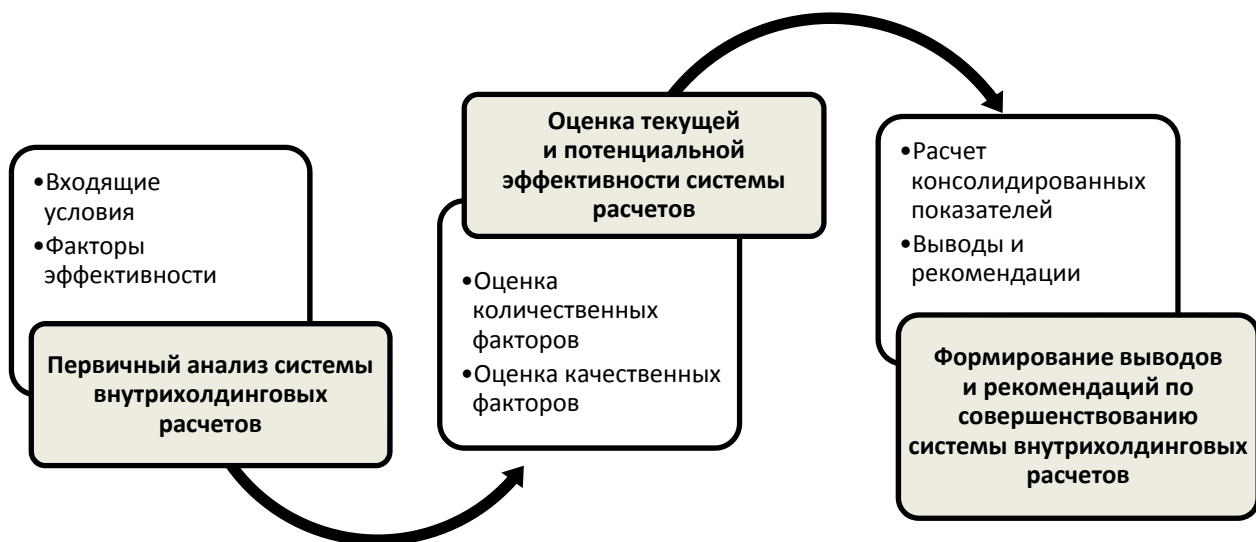 •Входящие
условия
•Факторы
эффективности
Первичный анализ системы
внутрихолдинговых
расчетов
Оценка текущей
и потенциальной
эффективности системы
расчетов
•Оценка
количественных
факторов
•Оценка качественных
факторов
•Расчет
консолидированных
показателей
•Выводы и
рекомендации
Формирование выводов
и рекомендаций по
совершенствованию
системы внутрихолдинговых
расчетов